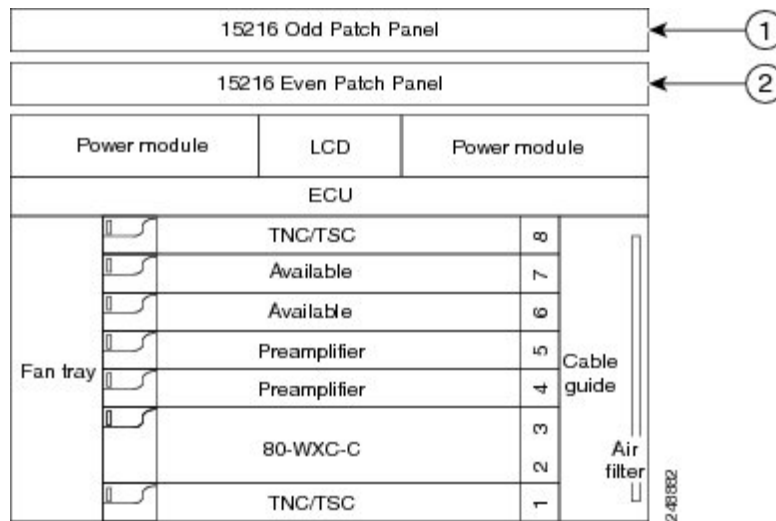 15216 Odd Patch Panel
1
15216 Even Patch Panel
2
Power module
LCD
Power module
ECU
TNC/TSC
8
Available
7
Available
6
Preamplifier
5
Preamplifier
4
80-WXC-C
3
2
TNC/TSC
1
Fan tray
Cable
guide
Air
filter
248882